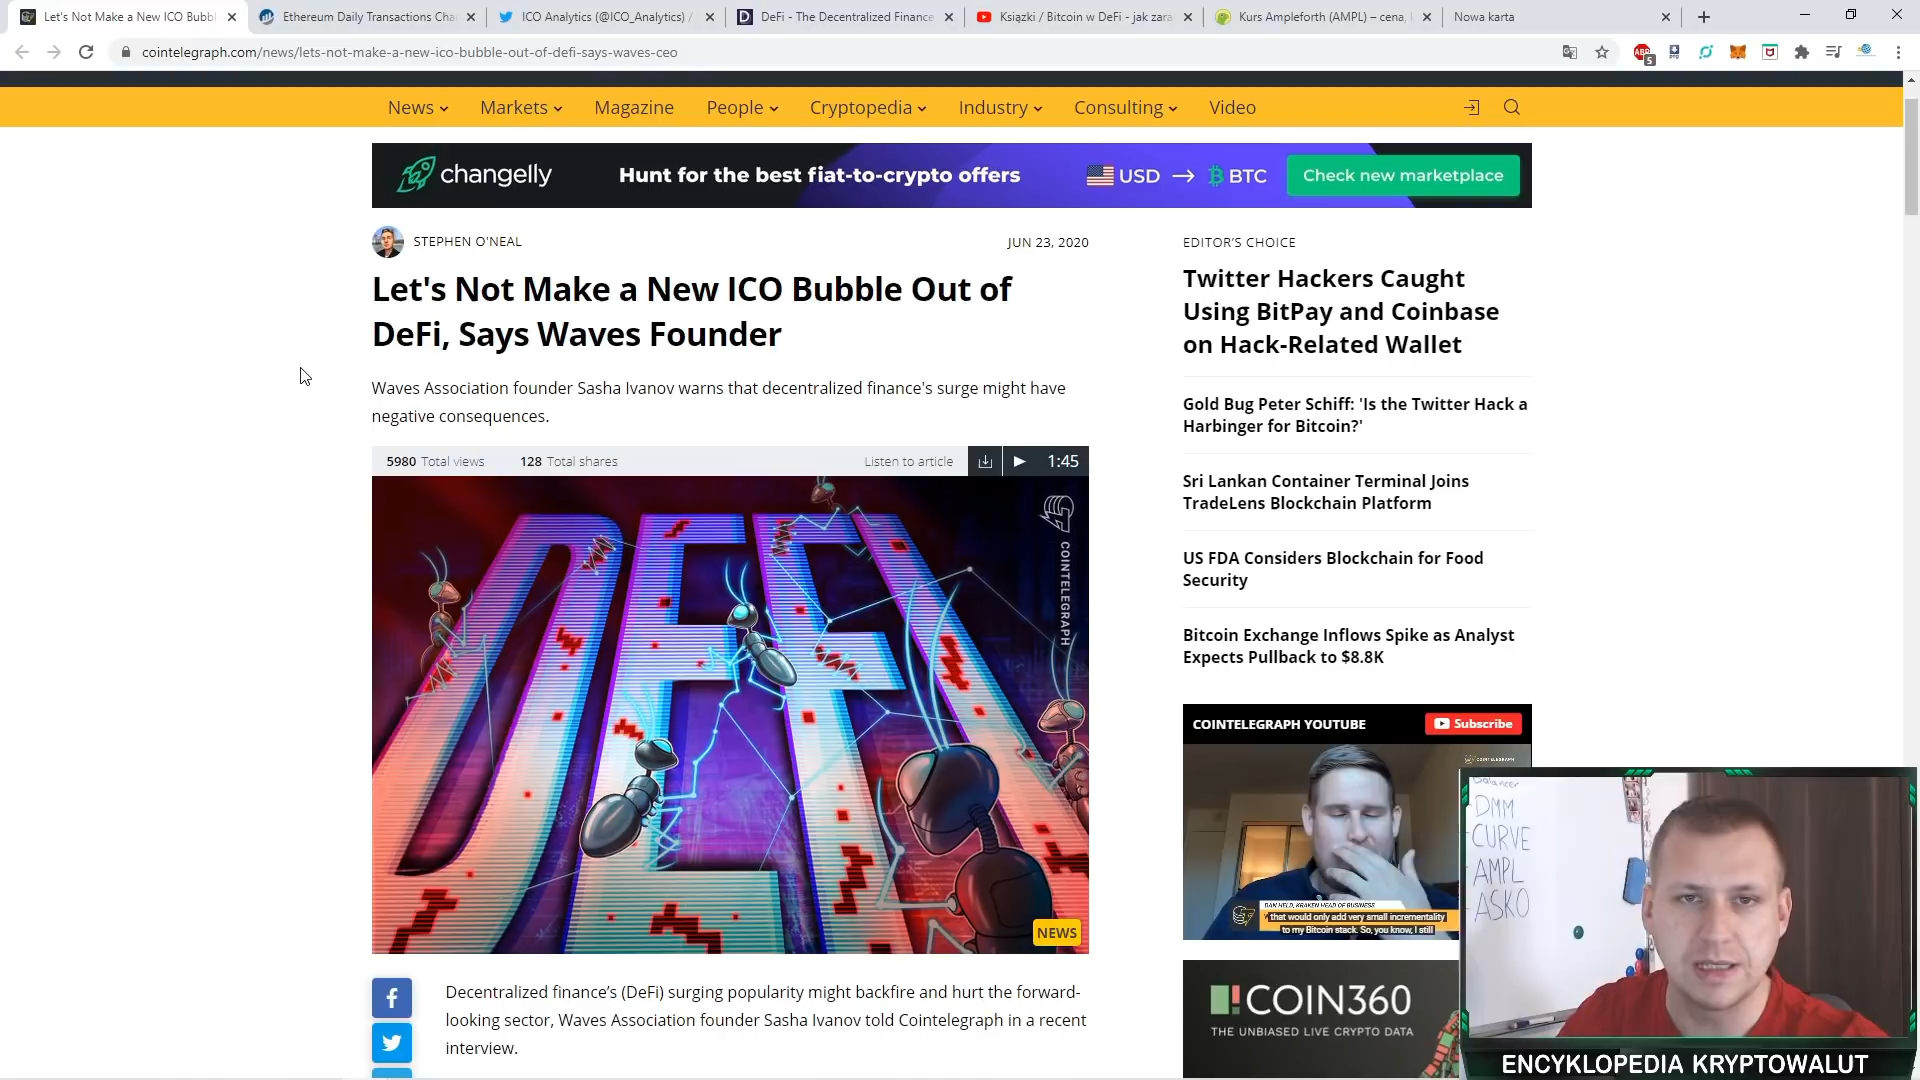 Let's Not Make a New ICO Bubbl
Ethereum Daily Transactions Cha
ICO Analytics (@ICO_Analytics) /
DeFi - The Decentralized Finance
Książki / Bitcoin w DeFi - jak zara
Kurs Ampleforth (AMPL) – cena,
Nowa karta
cointelegraph.com/news/lets-not-make-a-new-ico-bubble-out-of-defi-says-waves-ceo
ABP
5
News
Markets
Magazine
People
Cryptopedia
Industry
Consulting
Video
changelly
Hunt for the best fiat-to-crypto offers
USD → BTC
Check new marketplace
STEPHEN O'NEAL
JUN 23, 2020
Let's Not Make a New ICO Bubble Out of
DeFi, Says Waves Founder
Waves Association founder Sasha Ivanov warns that decentralized finance's surge might have
negative consequences.
5980 Total views
128 Total shares
Listen to article
1:45
DEFI
COINTELEGRAPH
NEWS
Decentralized finance’s (DeFi) surging popularity might backfire and hurt the forward-
looking sector, Waves Association founder Sasha Ivanov told Cointelegraph in a recent
interview.
EDITOR’S CHOICE
Twitter Hackers Caught
Using BitPay and Coinbase
on Hack-Related Wallet
Gold Bug Peter Schiff: 'Is the Twitter Hack a
Harbinger for Bitcoin?'
Sri Lankan Container Terminal Joins
TradeLens Blockchain Platform
US FDA Considers Blockchain for Food
Security
Bitcoin Exchange Inflows Spike as Analyst
Expects Pullback to $8.8K
COINTELEGRAPH YOUTUBE
Subscribe
COINTELEGRAPH
DAN HELD, KRAKEN HEAD OF BUSINESS
that would only add very small incrementality
to my Bitcoin stack. So, you know, I still
COIN360
THE UNBIASED LIVE CRYPTO DATA
Balancer
DMM
CURVE
AMPL
ASKO
ENCYKLOPEDIA KRYPTOWALUT